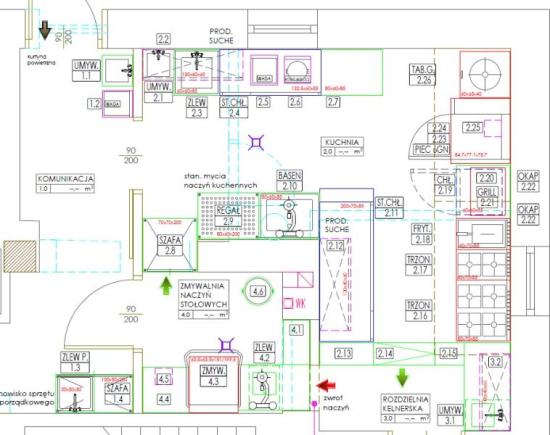 PROD.
SUCHE
2.2
90
200
kurtyna
powietrzna
UMYW.
1.1
1.2
WAGA
UMYW.
2.1
ZLEW
2.3
ST.CHŁ.
2.4
2.5
WAGA
2.6
2.7
TAB.G.
2.26
2.24
2.23
PIEC OGN.
2.25
KUCHNIA
2.0 --,-- m²
90
200
KOMUNIKACJA
1.0 --,-- m²
stan. mycia
naczyń kuchennych
BASEN
2.10
REGAŁ
2.9
ST.CHŁ.
2.11
CHŁ.
2.19
2.20
GRILL
2.21
OKAP
2.22
OKAP
2.22
PROD.
SUCHE
2.12
FRYT.
2.18
TRZON
2.17
TRZON
2.16
SZAFA
2.8
ZMYWALNIA
NACZYŃ
STOŁOWYCH
4.0 --,-- m²
4.6
WK
4.1
90
200
ZLEW P.
1.3
SZAFA
1.4
4.5
4.4
ZMYW.
4.3
ZLEW
4.2
2.13
2.14
2.15
3.2
zwrot
naczyń
ROZDZIELNIA
KELNERSKA
3.0 --,-- m²
UMYW.
3.1
nowisko sprzętu
porządkowego